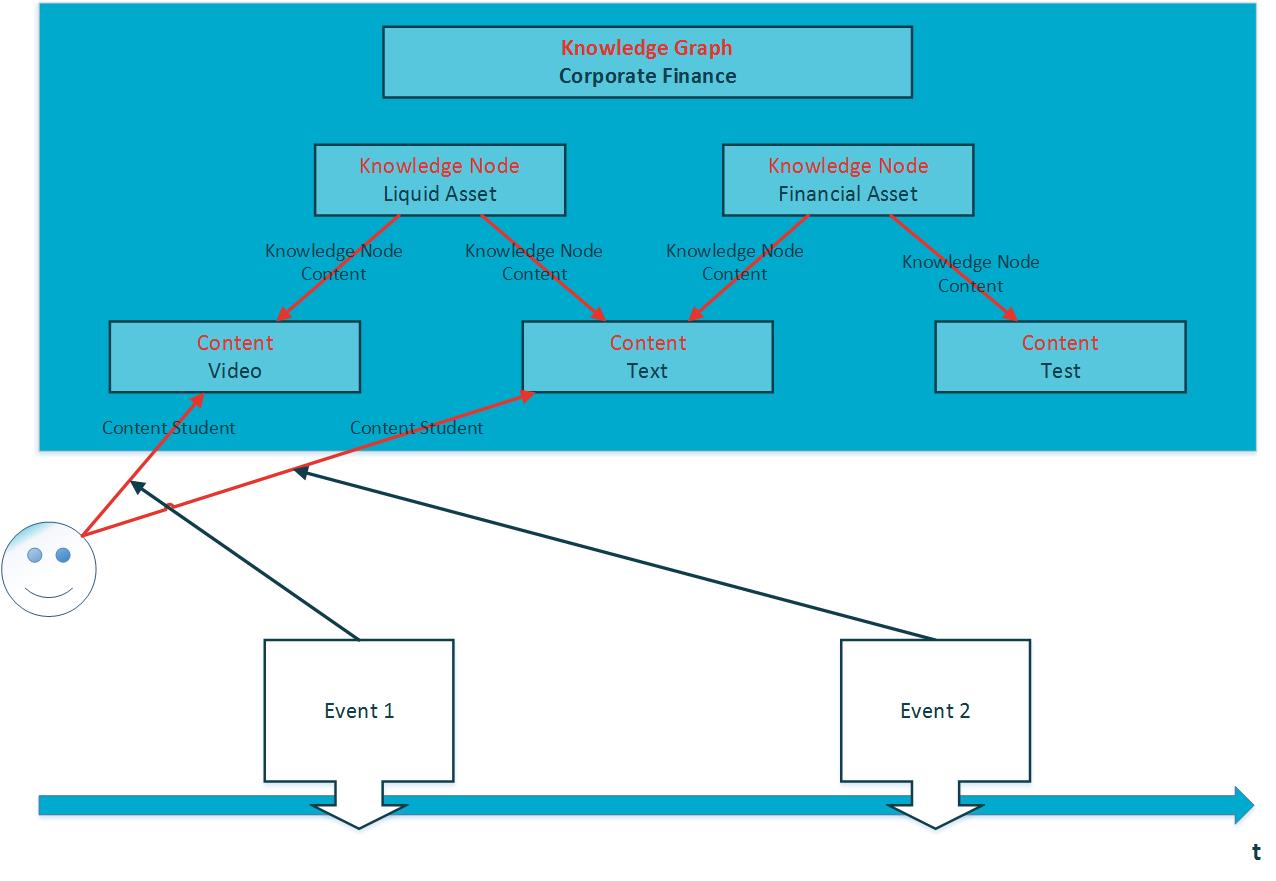 Knowledge Graph
Corporate Finance
Knowledge Node
Liquid Asset
Knowledge Node
Financial Asset
Knowledge Node
Content
Knowledge Node
Content
Knowledge Node
Content
Knowledge Node
Content
Content
Video
Content
Text
Content
Test
Content Student
Content Student
Event 1
Event 2
t